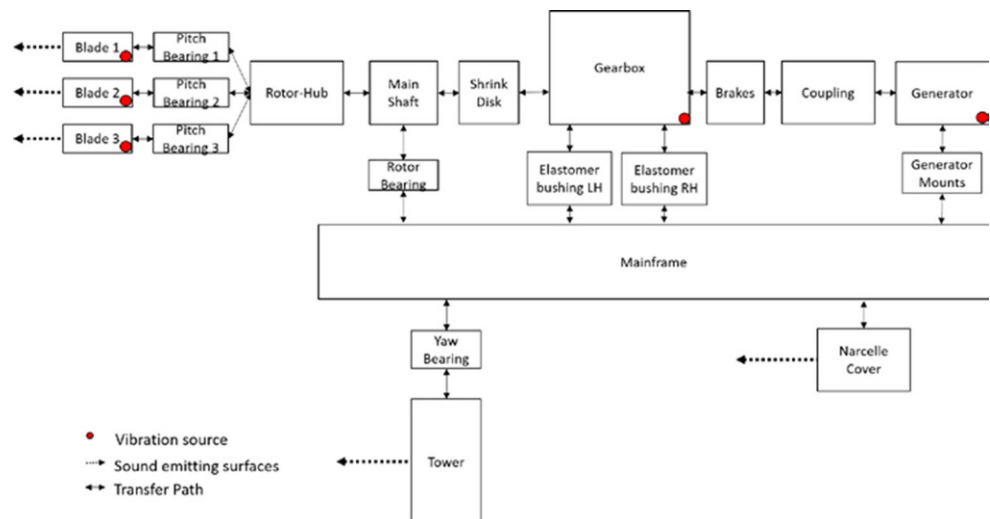 Blade 1
Pitch
Bearing 1
Blade 2
Pitch
Bearing 2
Blade 3
Pitch
Bearing 3
Rotor-Hub
Main
Shaft
Shrink
Disk
Gearbox
Brakes
Coupling
Generator
Rotor
Bearing
Elastomer
bushing LH
Elastomer
bushing RH
Generator
Mounts
Mainframe
Yaw
Bearing
Narcelle
Cover
Tower
Vibration source
Sound emitting surfaces
Transfer Path